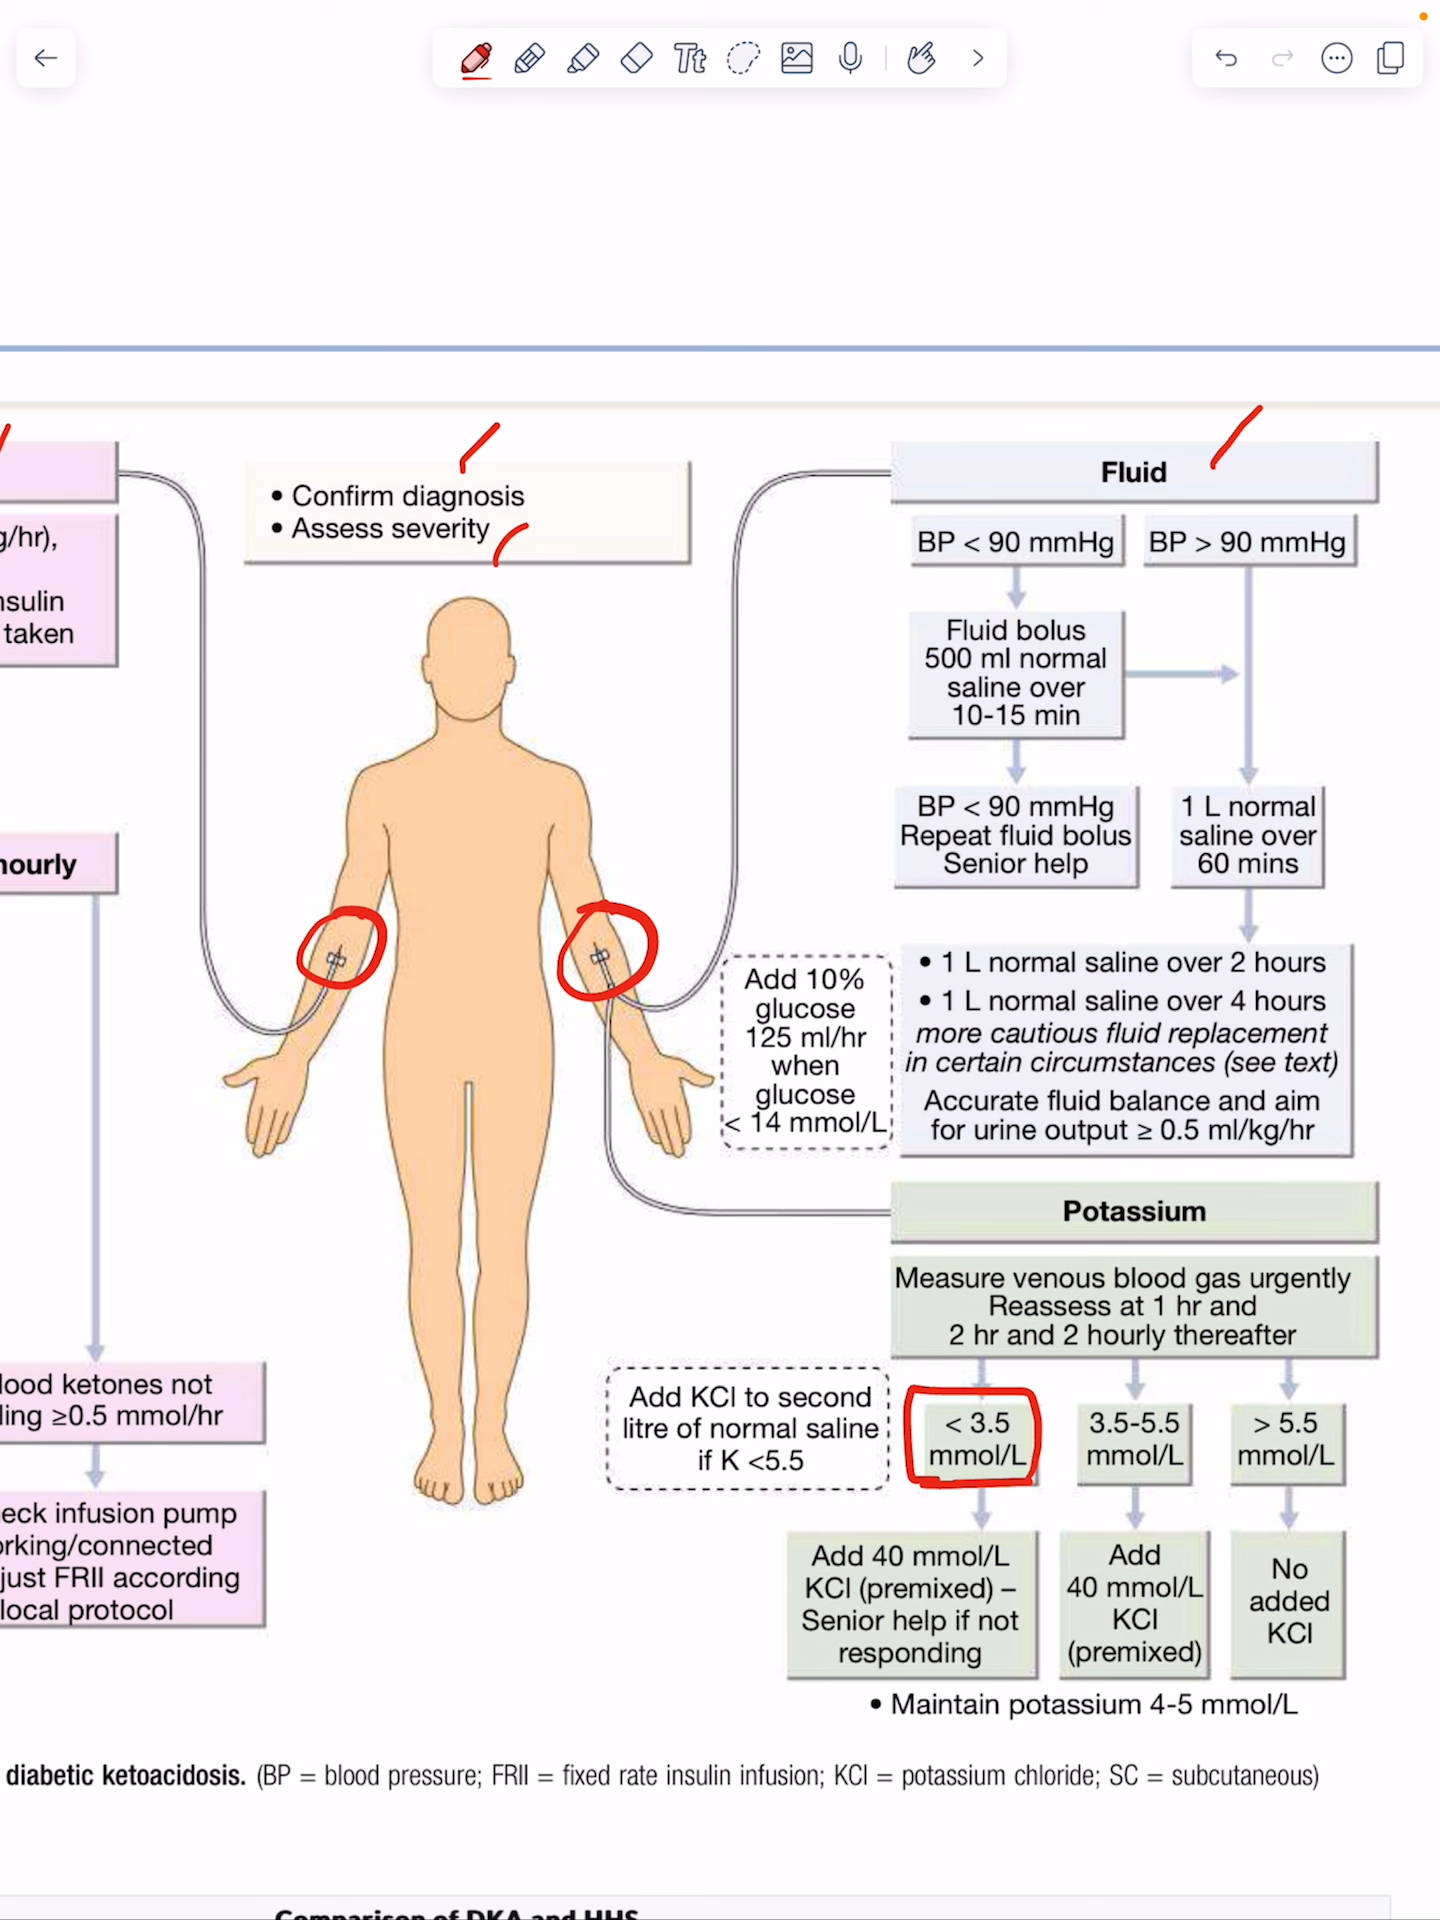 Tt
g/hr),
nsulin
taken
hourly
lood ketones not
ling ≥0.5 mmol/hr
eck infusion pump
orking/connected
just FRII according
local protocol
• Confirm diagnosis
• Assess severity
Fluid
BP < 90 mmHg
BP > 90 mmHg
Fluid bolus
500 ml normal
saline over
10-15 min
BP < 90 mmHg
Repeat fluid bolus
Senior help
1 L normal
saline over
60 mins
Add 10%
glucose
125 ml/hr
when
glucose
< 14 mmol/L
• 1 L normal saline over 2 hours
• 1 L normal saline over 4 hours
more cautious fluid replacement
in certain circumstances (see text)
Accurate fluid balance and aim
for urine output ≥ 0.5 ml/kg/hr
Potassium
Measure venous blood gas urgently
Reassess at 1 hr and
2 hr and 2 hourly thereafter
Add KCl to second
litre of normal saline
if K <5.5
< 3.5
mmol/L
3.5-5.5
mmol/L
> 5.5
mmol/L
Add 40 mmol/L
KCl (premixed) –
Senior help if not
responding
Add
40 mmol/L
KCl
(premixed)
No
added
KCl
• Maintain potassium 4-5 mmol/L
diabetic ketoacidosis. (BP = blood pressure; FRII = fixed rate insulin infusion; KCl = potassium chloride; SC = subcutaneous)
Comparison of DKA and HHS